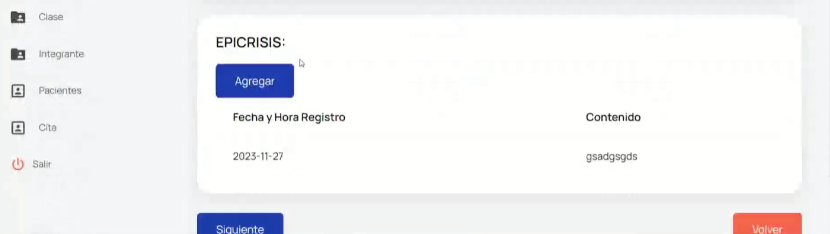 Clase
Integrante
Pacientes
Cita
Salir
EPICRISIS:
Agregar
Fecha y Hora Registro Contenido
2023-11-27 gsadgsgds
Siguiente Volver